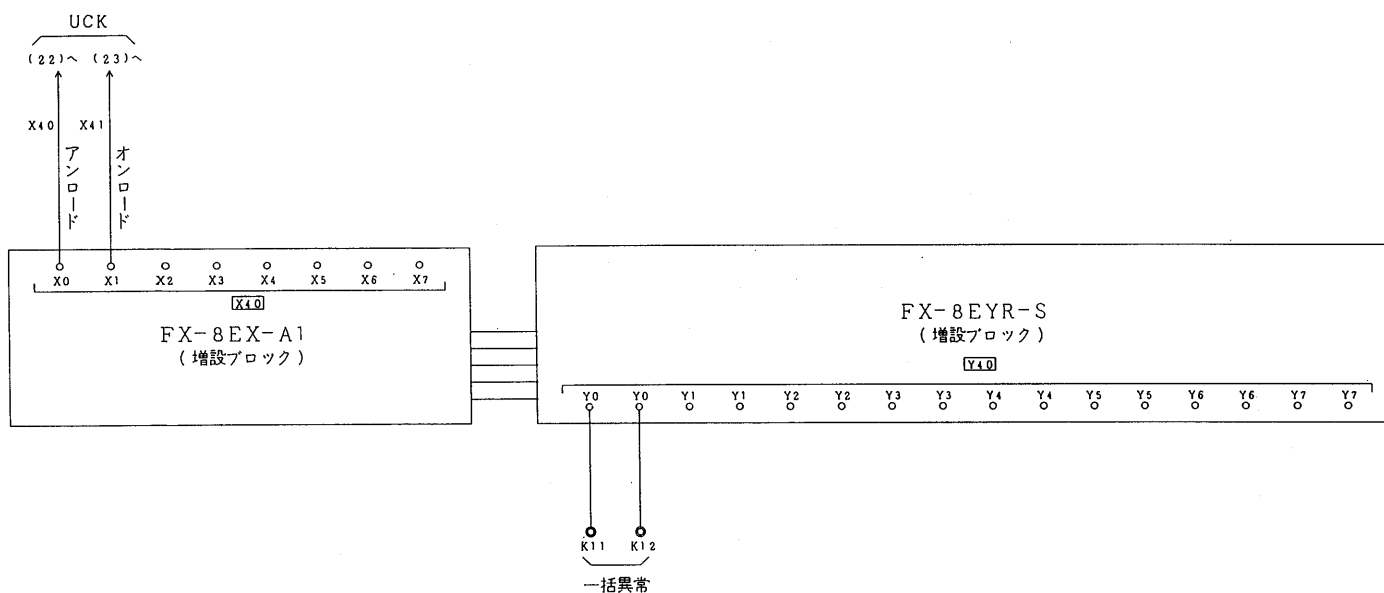 UCK
(22)へ (23)へ
X40 X41
アンロード
オンロード
X0 X1 X2 X3 X4 X5 X6 X7
X40
FX-8EX-A1
(増設ブロック)
FX-8EYR-S
(増設ブロック)
Y40
Y0 Y0 Y1 Y1 Y2 Y2 Y3 Y3 Y4 Y4 Y5 Y5 Y6 Y6 Y7 Y7
K11 K12
一括異常